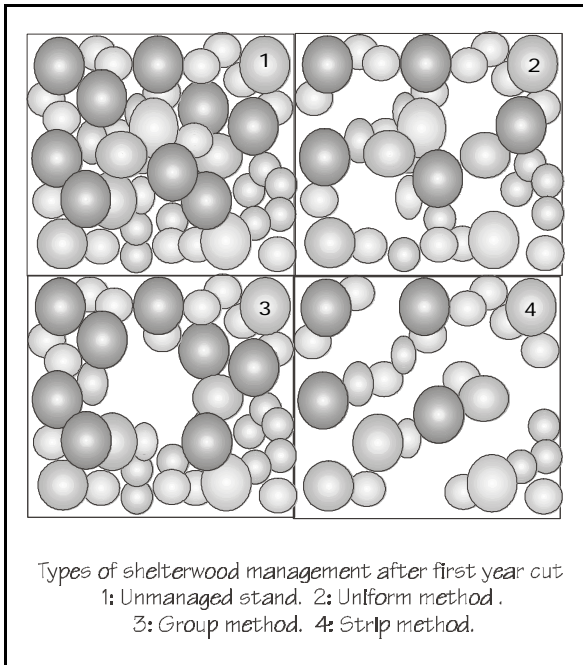 1
2
3
4
Types of shelterwood management after first year cut
1: Unmanaged stand. 2: Uniform method .
3: Group method. 4: Strip method.